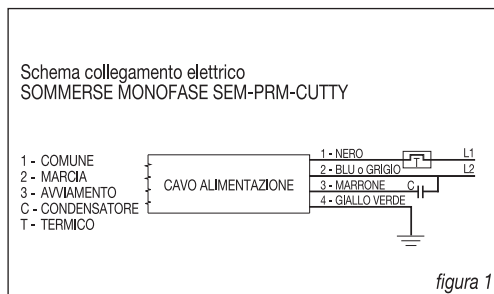 Schema collegamento elettrico
SOMMERSE MONOFASE SEM-PRM-CUTTY
1 - COMUNE
2 - MARCIA
3 - AVVIAMENTO
C - CONDENSATORE
T - TERMICO
CAVO ALIMENTAZIONE
1 - NERO
T
L1
2 - BLU o GRIGIO
L2
3 - MARRONE
C
4 - GIALLO VERDE
figura 1